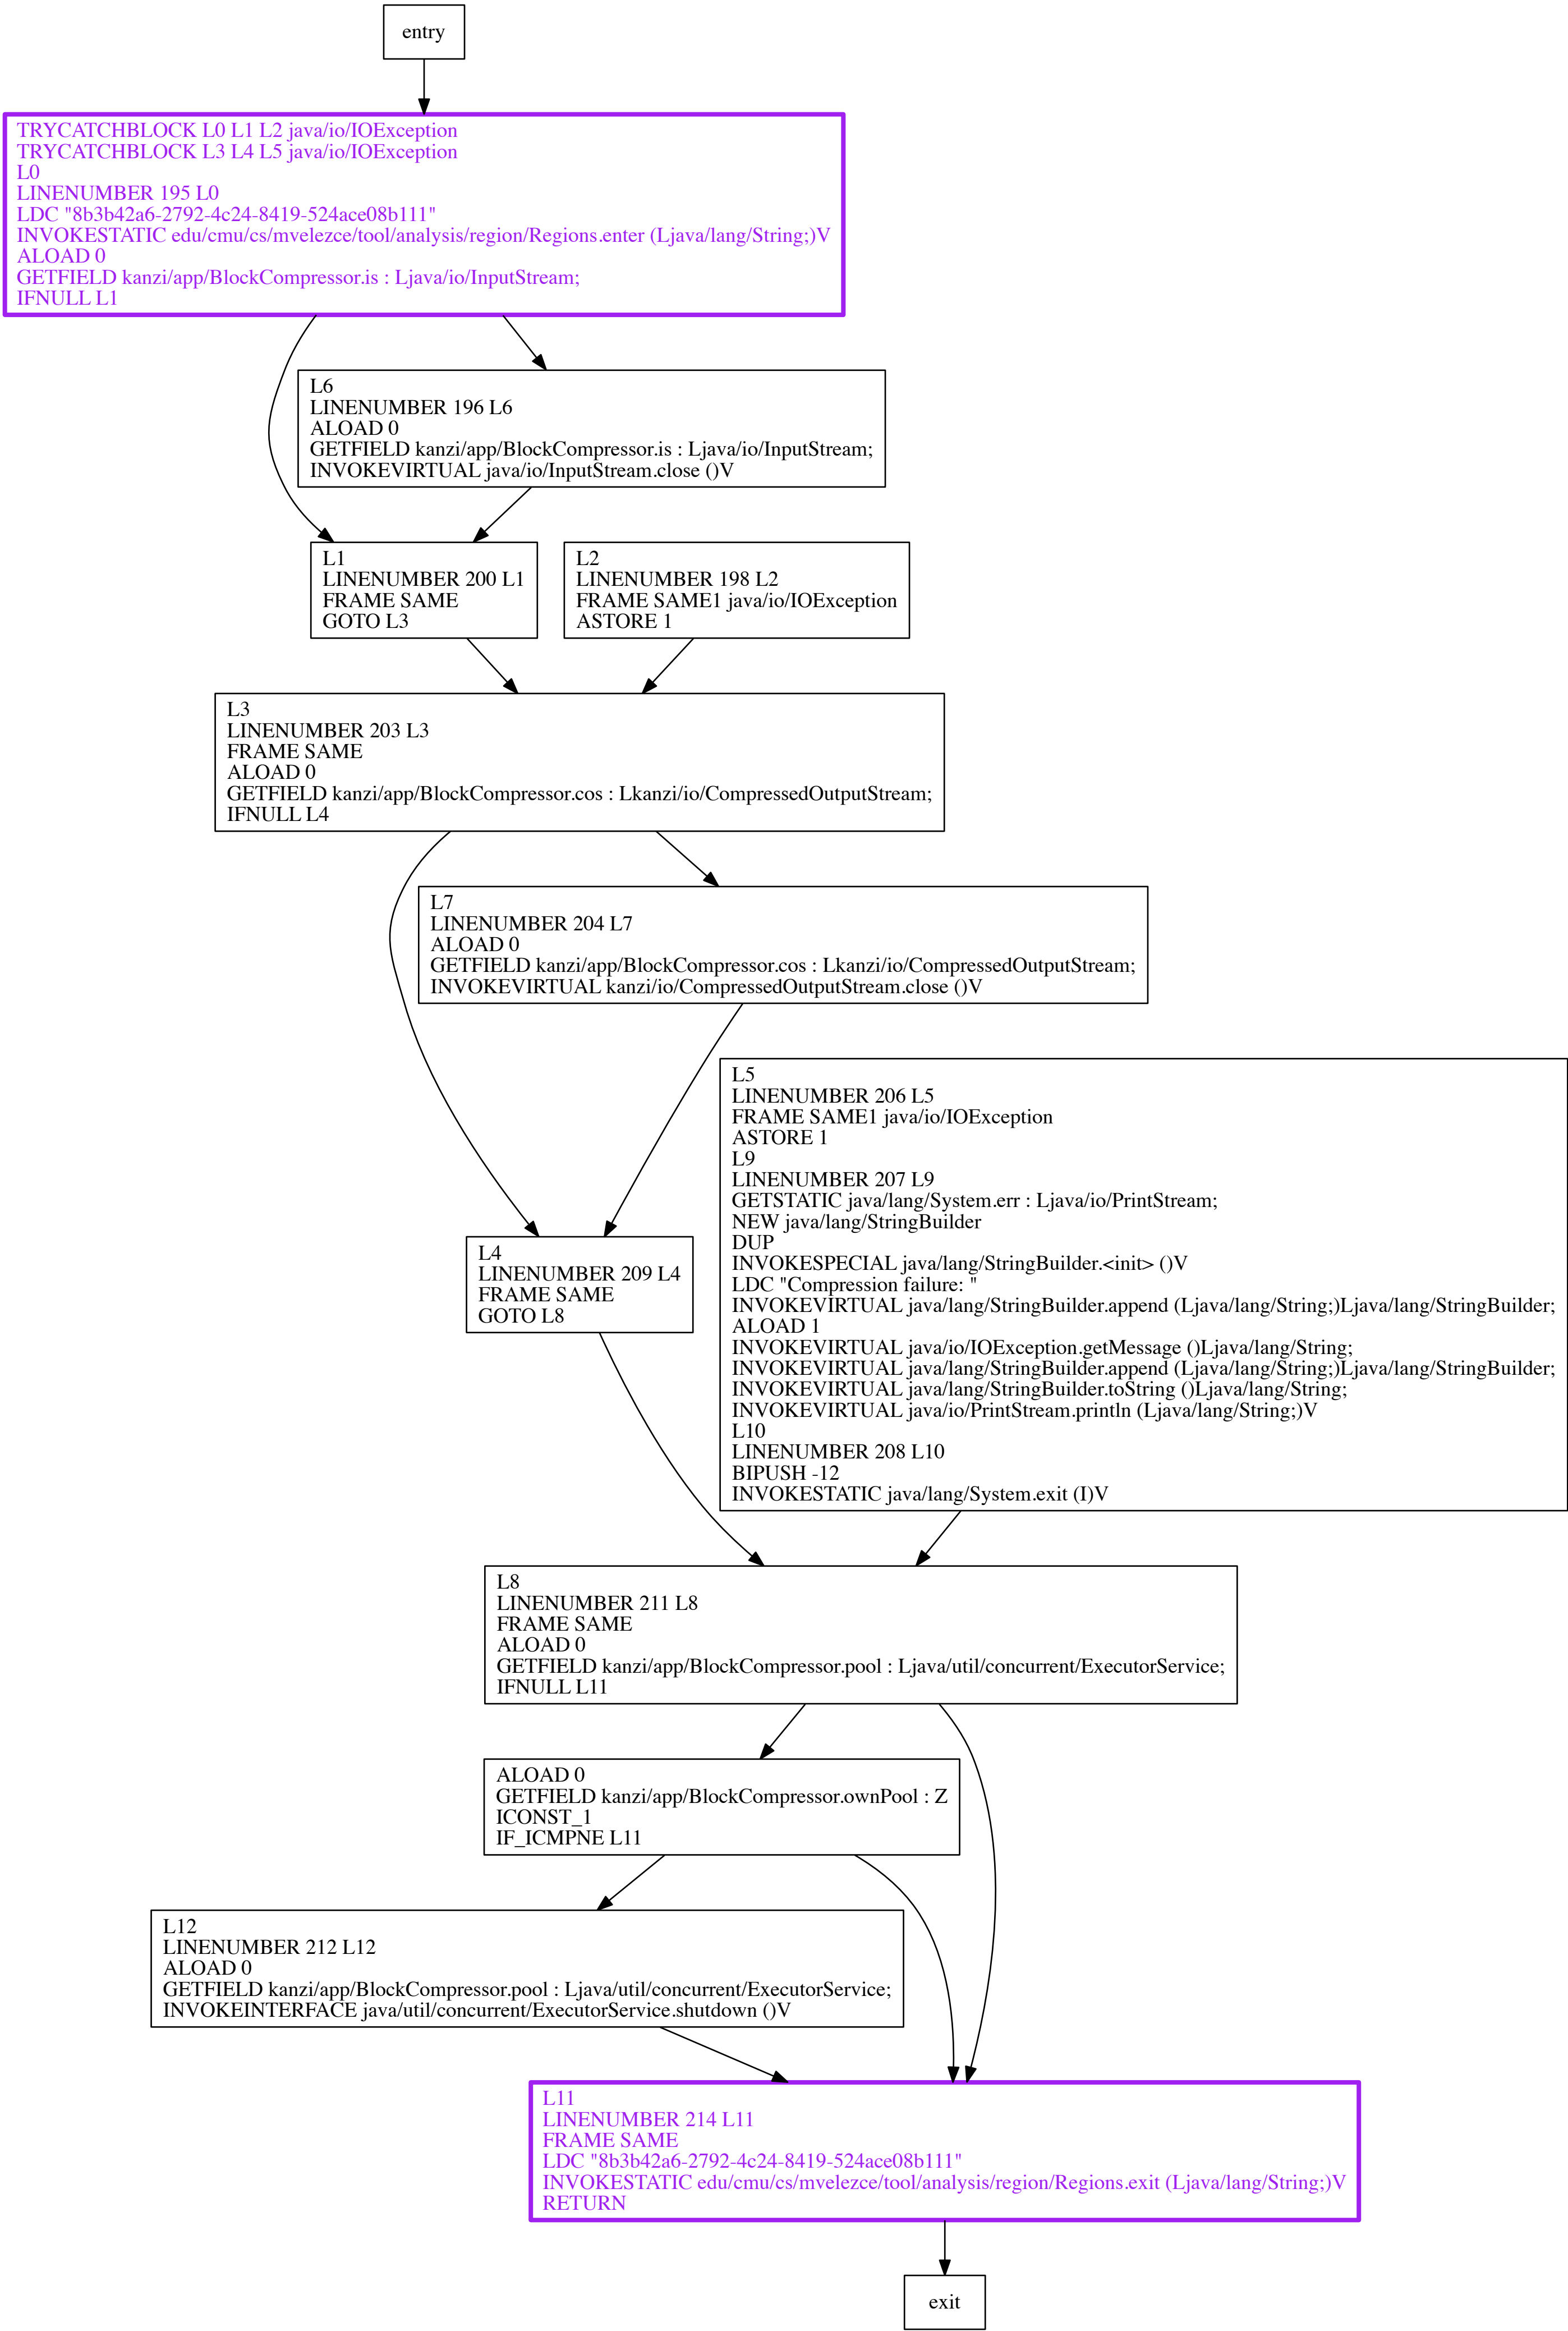 entry
TRYCATCHBLOCK L0 L1 L2 java/io/IOException
TRYCATCHBLOCK L3 L4 L5 java/io/IOException
L0
LINENUMBER 195 L0
LDC "8b3b42a6-2792-4c24-8419-524ace08b111"
INVOKESTATIC edu/cmu/cs/mvelezce/tool/analysis/region/Regions.enter (Ljava/lang/String;)V
ALOAD 0
GETFIELD kanzi/app/BlockCompressor.is : Ljava/io/InputStream;
IFNULL L1
L6
LINENUMBER 196 L6
ALOAD 0
GETFIELD kanzi/app/BlockCompressor.is : Ljava/io/InputStream;
INVOKEVIRTUAL java/io/InputStream.close ()V
L1
LINENUMBER 200 L1
FRAME SAME
GOTO L3
L2
LINENUMBER 198 L2
FRAME SAME1 java/io/IOException
ASTORE 1
L3
LINENUMBER 203 L3
FRAME SAME
ALOAD 0
GETFIELD kanzi/app/BlockCompressor.cos : Lkanzi/io/CompressedOutputStream;
IFNULL L4
L7
LINENUMBER 204 L7
ALOAD 0
GETFIELD kanzi/app/BlockCompressor.cos : Lkanzi/io/CompressedOutputStream;
INVOKEVIRTUAL kanzi/io/CompressedOutputStream.close ()V
L5
LINENUMBER 206 L5
FRAME SAME1 java/io/IOException
ASTORE 1
L9
LINENUMBER 207 L9
GETSTATIC java/lang/System.err : Ljava/io/PrintStream;
NEW java/lang/StringBuilder
DUP
INVOKESPECIAL java/lang/StringBuilder.<init> ()V
LDC "Compression failure: "
INVOKEVIRTUAL java/lang/StringBuilder.append (Ljava/lang/String;)Ljava/lang/StringBuilder;
ALOAD 1
INVOKEVIRTUAL java/io/IOException.getMessage ()Ljava/lang/String;
INVOKEVIRTUAL java/lang/StringBuilder.append (Ljava/lang/String;)Ljava/lang/StringBuilder;
INVOKEVIRTUAL java/lang/StringBuilder.toString ()Ljava/lang/String;
INVOKEVIRTUAL java/io/PrintStream.println (Ljava/lang/String;)V
L10
LINENUMBER 208 L10
BIPUSH -12
INVOKESTATIC java/lang/System.exit (I)V
L4
LINENUMBER 209 L4
FRAME SAME
GOTO L8
L8
LINENUMBER 211 L8
FRAME SAME
ALOAD 0
GETFIELD kanzi/app/BlockCompressor.pool : Ljava/util/concurrent/ExecutorService;
IFNULL L11
ALOAD 0
GETFIELD kanzi/app/BlockCompressor.ownPool : Z
ICONST_1
IF_ICMPNE L11
L12
LINENUMBER 212 L12
ALOAD 0
GETFIELD kanzi/app/BlockCompressor.pool : Ljava/util/concurrent/ExecutorService;
INVOKEINTERFACE java/util/concurrent/ExecutorService.shutdown ()V
L11
LINENUMBER 214 L11
FRAME SAME
LDC "8b3b42a6-2792-4c24-8419-524ace08b111"
INVOKESTATIC edu/cmu/cs/mvelezce/tool/analysis/region/Regions.exit (Ljava/lang/String;)V
RETURN
exit